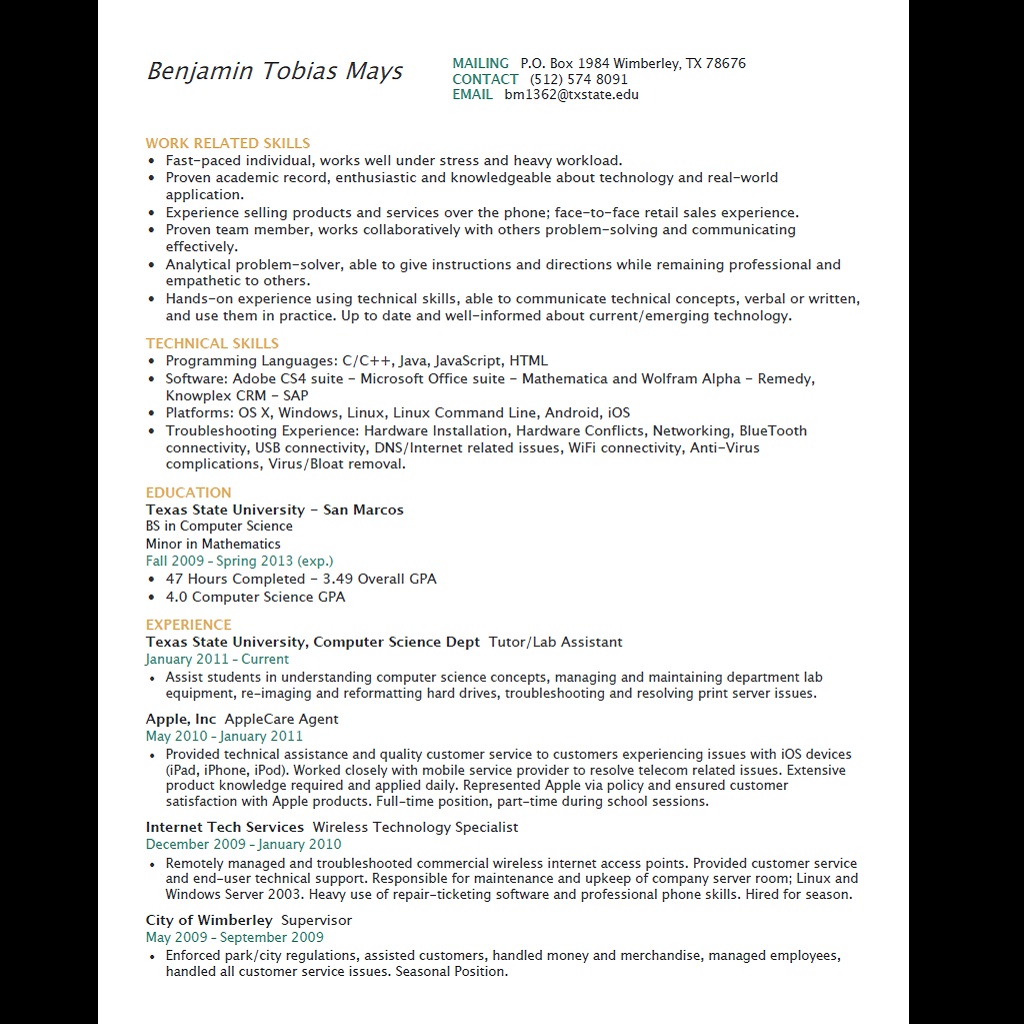 Benjamin Tobias Mays
MAILING P.O. Box 1984 Wimberley, TX 78676
CONTACT (512) 574 8091
EMAIL bm1362@txstate.edu
WORK RELATED SKILLS
• Fast-paced individual, works well under stress and heavy workload.
• Proven academic record, enthusiastic and knowledgeable about technology and real-world
application.
• Experience selling products and services over the phone; face-to-face retail sales experience.
• Proven team member, works collaboratively with others problem-solving and communicating
effectively.
• Analytical problem-solver, able to give instructions and directions while remaining professional and
empathetic to others.
• Hands-on experience using technical skills, able to communicate technical concepts, verbal or written,
and use them in practice. Up to date and well-informed about current/emerging technology.
TECHNICAL SKILLS
• Programming Languages: C/C++, Java, JavaScript, HTML
• Software: Adobe CS4 suite - Microsoft Office suite - Mathematica and Wolfram Alpha - Remedy,
Knowplex CRM - SAP
• Platforms: OS X, Windows, Linux, Linux Command Line, Android, iOS
• Troubleshooting Experience: Hardware Installation, Hardware Conflicts, Networking, BlueTooth
connectivity, USB connectivity, DNS/Internet related issues, WiFi connectivity, Anti-Virus
complications, Virus/Bloat removal.
EDUCATION
Texas State University - San Marcos
BS in Computer Science
Minor in Mathematics
Fall 2009 - Spring 2013 (exp.)
• 47 Hours Completed - 3.49 Overall GPA
• 4.0 Computer Science GPA
EXPERIENCE
Texas State University, Computer Science Dept Tutor/Lab Assistant
January 2011 - Current
• Assist students in understanding computer science concepts, managing and maintaining department lab
equipment, re-imaging and reformatting hard drives, troubleshooting and resolving print server issues.
Apple, Inc AppleCare Agent
May 2010 - January 2011
• Provided technical assistance and quality customer service to customers experiencing issues with iOS devices
(iPad, iPhone, iPod). Worked closely with mobile service provider to resolve telecom related issues. Extensive
product knowledge required and applied daily. Represented Apple via policy and ensured customer
satisfaction with Apple products. Full-time position, part-time during school sessions.
Internet Tech Services Wireless Technology Specialist
December 2009 - January 2010
• Remotely managed and troubleshooted commercial wireless internet access points. Provided customer service
and end-user technical support. Responsible for maintenance and upkeep of company server room; Linux and
Windows Server 2003. Heavy use of repair-ticketing software and professional phone skills. Hired for season.
City of Wimberley Supervisor
May 2009 - September 2009
• Enforced park/city regulations, assisted customers, handled money and merchandise, managed employees,
handled all customer service issues. Seasonal Position.